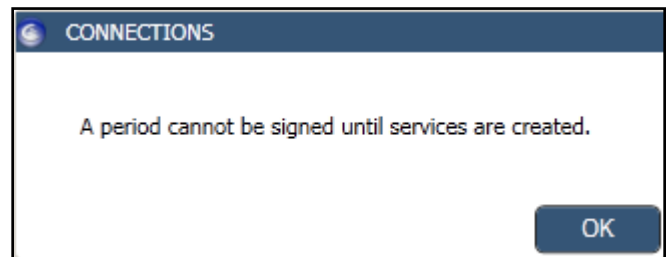 CONNECTIONS
A period cannot be signed until services are created.
OK